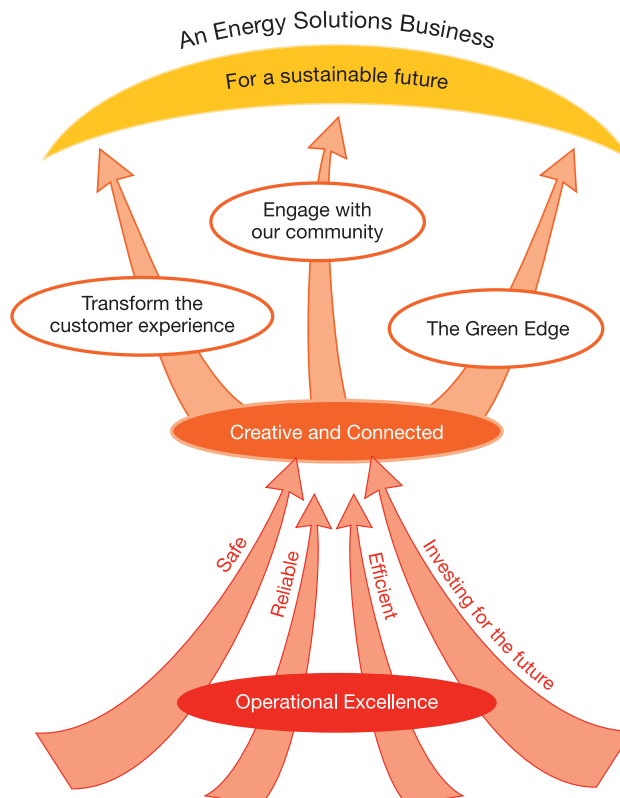 An Energy Solutions Business
For a sustainable future
Engage with
our community
Transform the
customer experience
The Green Edge
Creative and Connected
Safe
Reliable
Efficient
Investing for the future
Operational Excellence